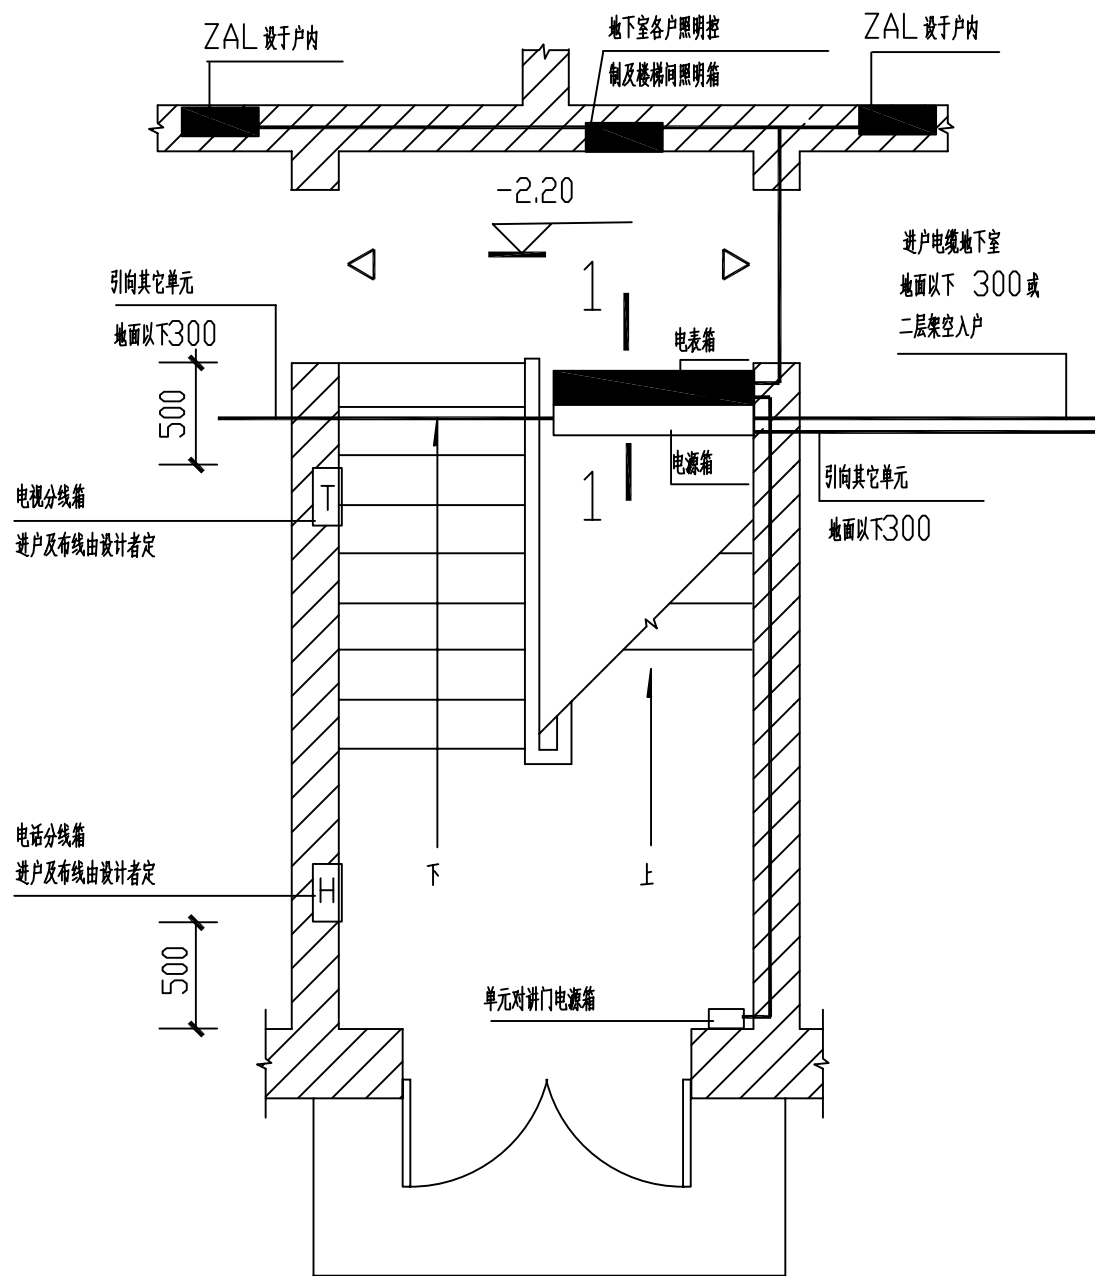 ZAL 设于户内
地下室各户照明控
制及楼梯间照明箱
ZAL 设于户内
-2.20
进户电缆地下室
地面以下 300或
二层架空入户
引向其它单元
地面以下300
1
电表箱
500
电源箱
1
引向其它单元
地面以下300
电视分线箱
进户及布线由设计者定
T
电话分线箱
进户及布线由设计者定
H
下
上
500
单元对讲门电源箱